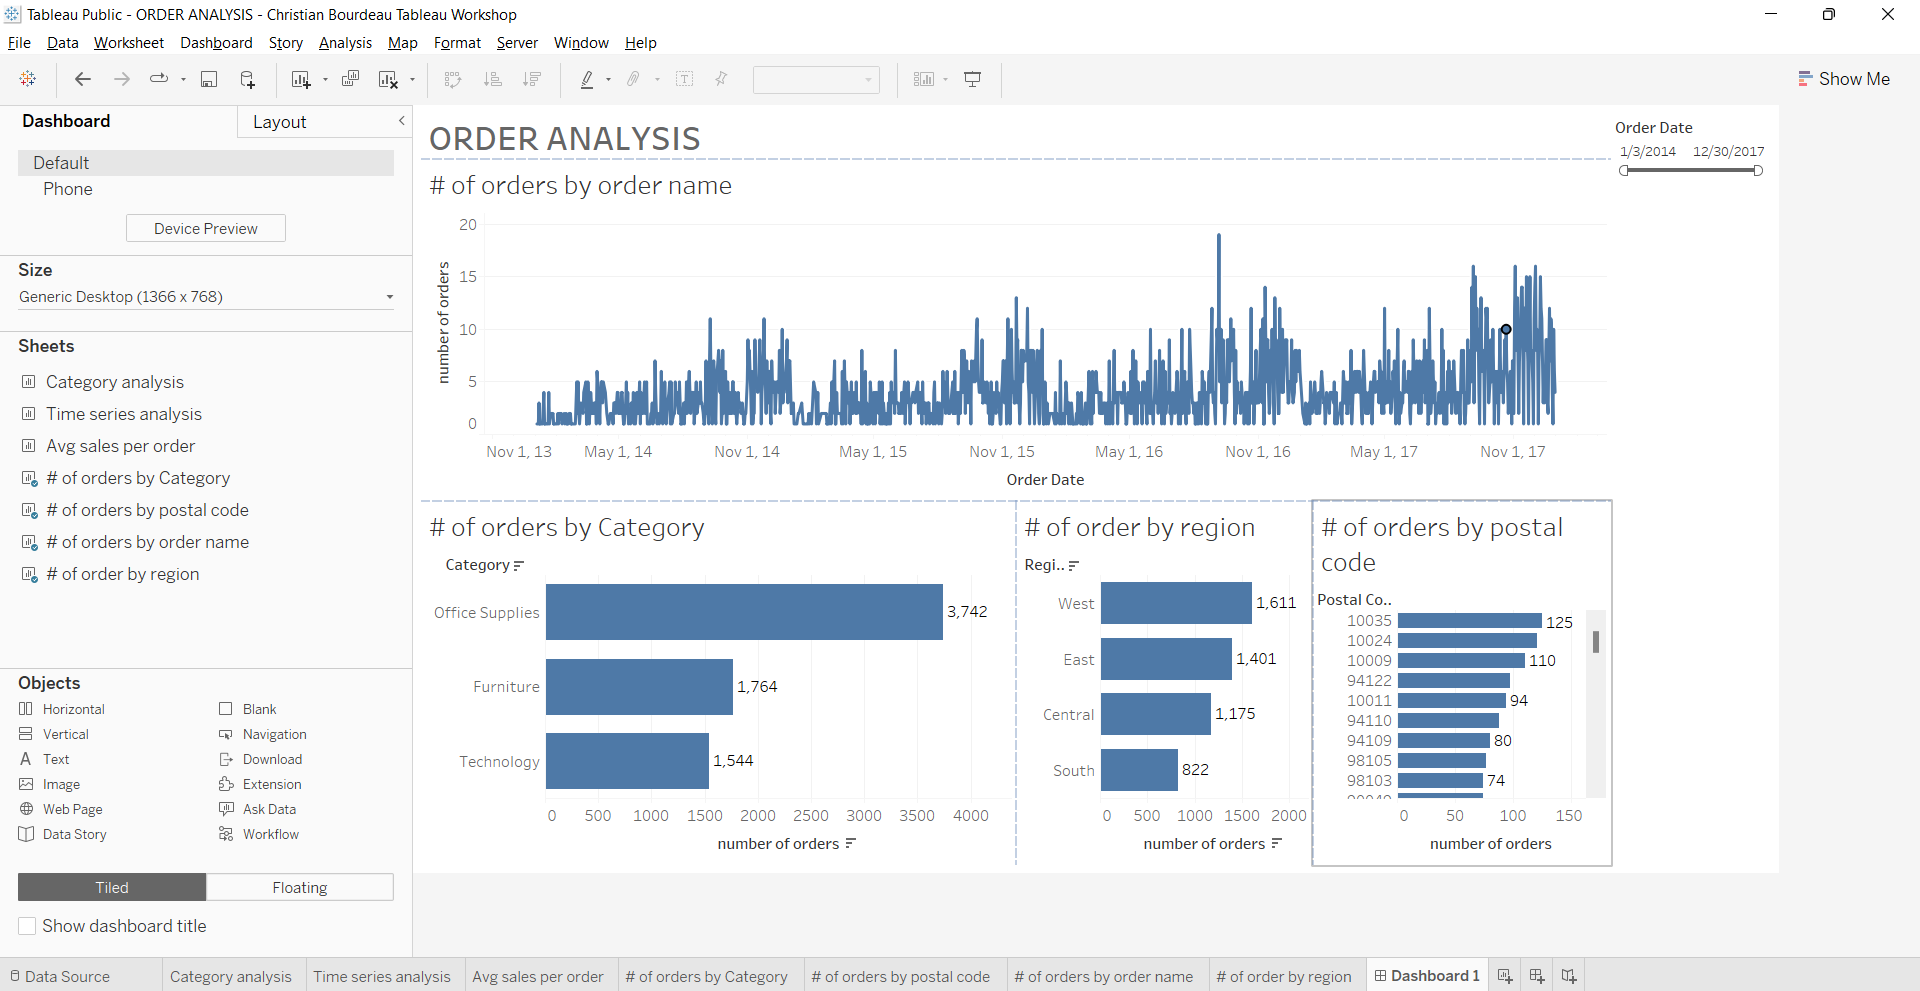 Tableau Public - ORDER ANALYSIS - Christian Bourdeau Tableau Workshop
File Data Worksheet Dashboard Story Analysis Map Format Server Window Help
Show Me
Dashboard
Layout
Default
Phone
Device Preview
Size
Generic Desktop (1366 x 768)
Sheets
Category analysis
Time series analysis
Avg sales per order
# of orders by Category
# of orders by postal code
# of orders by order name
# of order by region
Objects
Horizontal
Blank
Vertical
Navigation
Text
Download
Image
Extension
Web Page
Ask Data
Data Story
Workflow
Tiled
Floating
Show dashboard title
ORDER ANALYSIS
Order Date
1/3/2014 12/30/2017
# of orders by order name
number of orders
20
15
10
5
0
Nov 1, 13 May 1, 14 Nov 1, 14 May 1, 15 Nov 1, 15 May 1, 16 Nov 1, 16 May 1, 17 Nov 1, 17
Order Date
# of orders by Category
Category
Office Supplies 3,742
Furniture 1,764
Technology 1,544
0 500 1000 1500 2000 2500 3000 3500 4000
number of orders
# of order by region
Regi..
West 1,611
East 1,401
Central 1,175
South 822
0 500 1000 1500 2000
number of orders
# of orders by postal
code
Postal Co..
10035 125
10024
10009 110
94122
10011 94
94110
94109 80
98105
98103 74
0 50 100 150
number of orders
Data Source Category analysis Time series analysis Avg sales per order # of orders by Category # of orders by postal code # of orders by order name # of order by region Dashboard 1